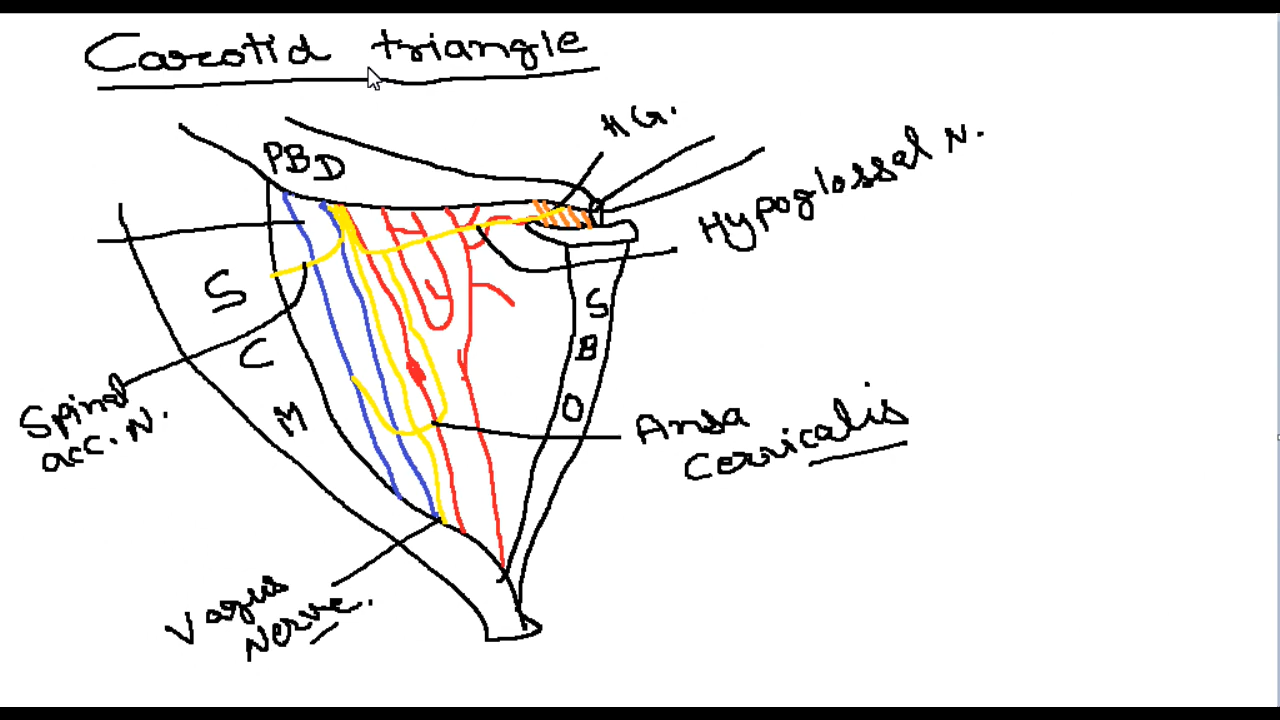 Carotid triangle
H G.
PBD
Hypoglossal N.
S
C
M
S
B
O
Spinal
acc. N.
Ansa
Cervicalis
Vagus
Nerve.